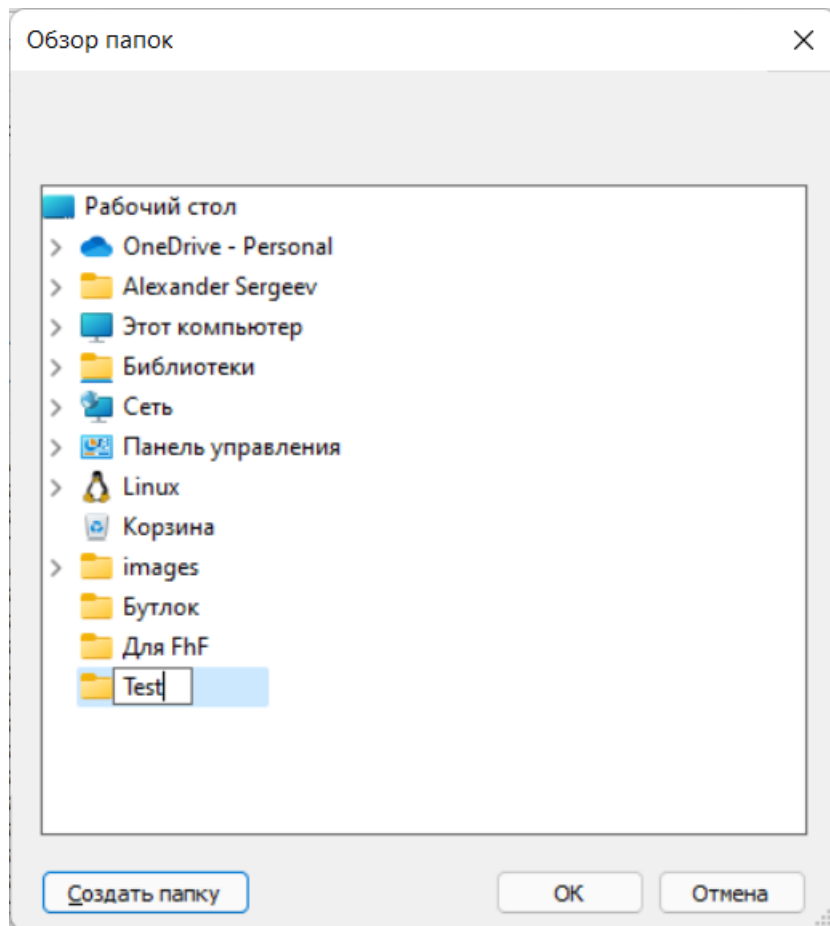 Обзор папок
Рабочий стол
OneDrive - Personal
Alexander Sergeev
Этот компьютер
Библиотеки
Сеть
Панель управления
Linux
Корзина
images
Бутлок
Для FhF
Test
Создать папку ОК Отмена